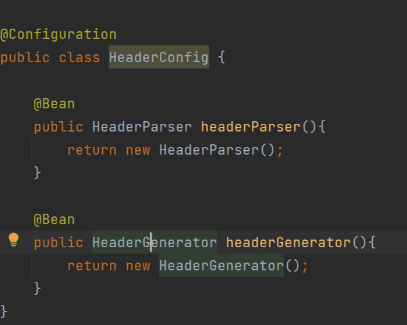 @Configuration
public class HeaderConfig {
@Bean
public HeaderParser headerParser(){
return new HeaderParser();
}
@Bean
public HeaderGenerator headerGenerator(){
return new HeaderGenerator();
}
}